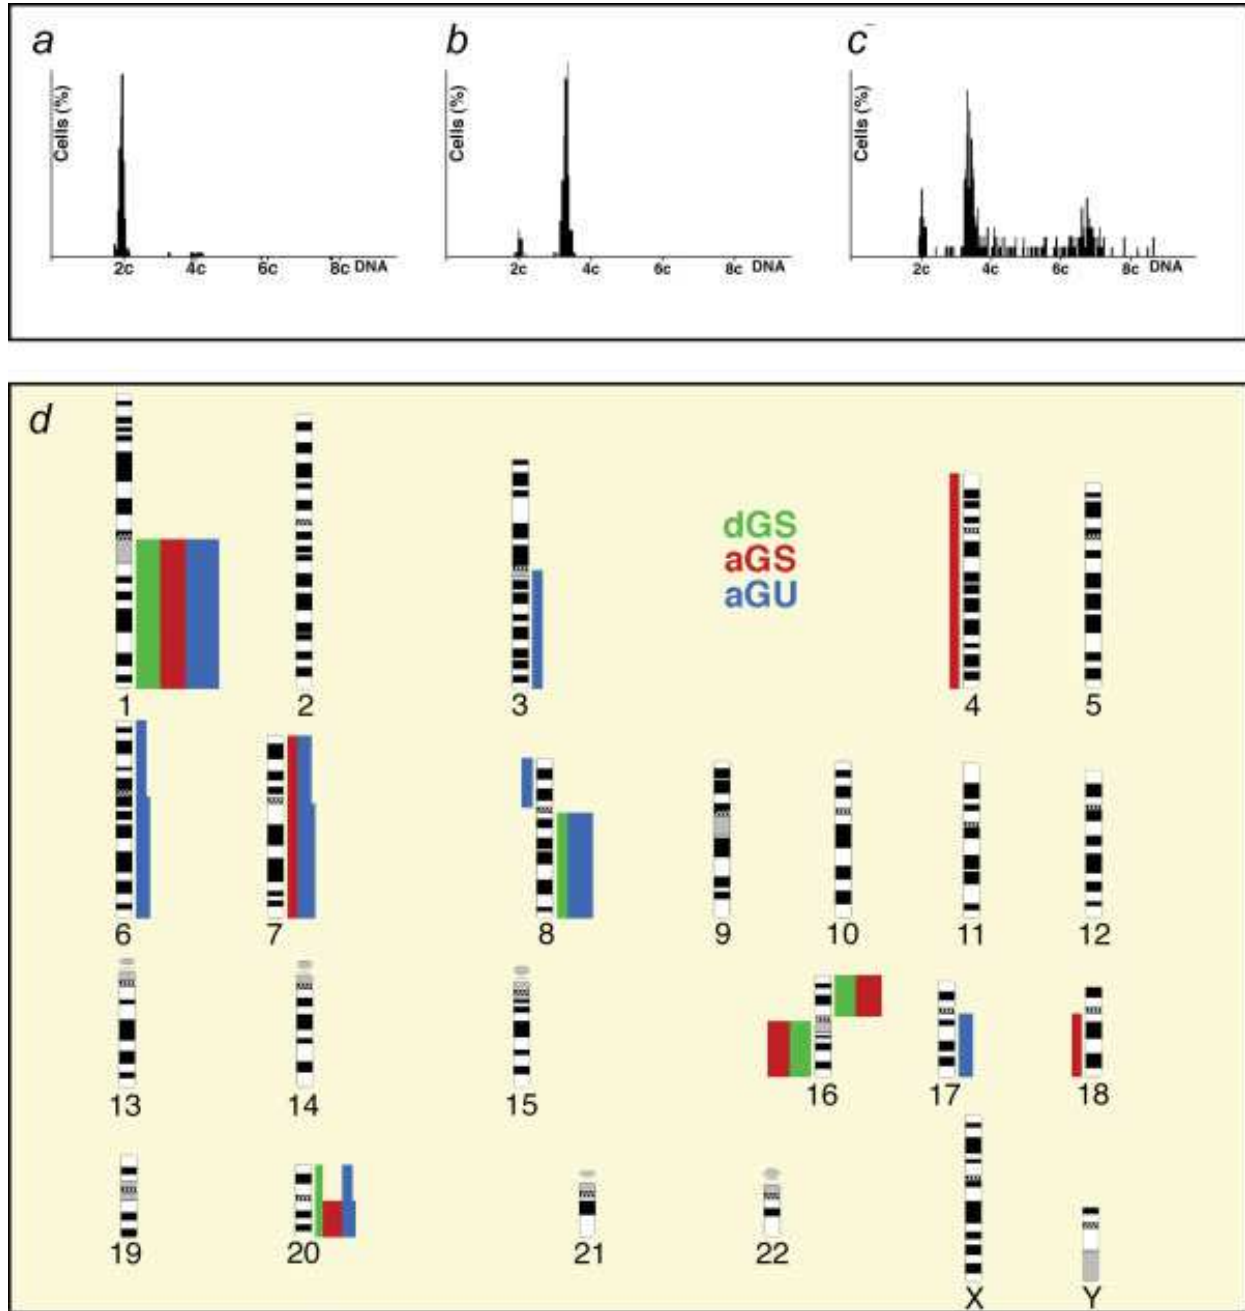 a b c
Cells (%) Cells (%) Cells (%)
2c 4c 6c 8c DNA 2c 4c 6c 8c DNA 2c 4c 6c 8c DNA
d
dGS
aGS
aGU
1 2 3 4 5
6 7 8 9 10 11 12
13 14 15 16 17 18
19 20 21 22 X Y